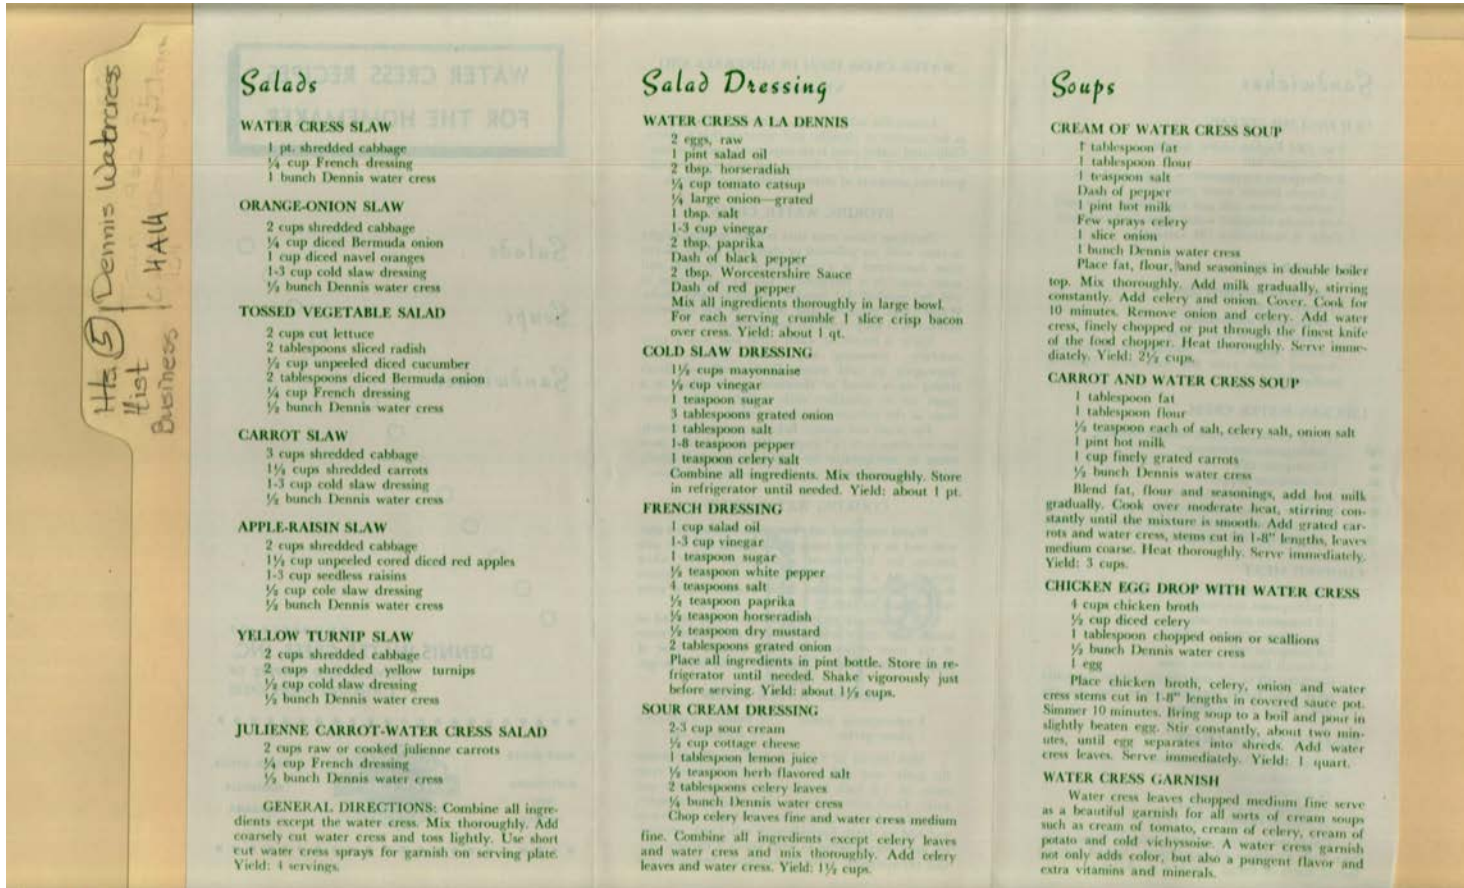 Hts 5 Dennis Watercress
Hist
Business HA14
Salads
WATER CRESS SLAW
1 pt. shredded cabbage
¼ cup French dressing
1 bunch Dennis water cress
ORANGE-ONION SLAW
2 cups shredded cabbage
¼ cup diced Bermuda onion
1 cup diced navel oranges
1-3 cup cold slaw dressing
½ bunch Dennis water cress
TOSSED VEGETABLE SALAD
2 cups cut lettuce
2 tablespoons sliced radish
½ cup unpeeled diced cucumber
2 tablespoons diced Bermuda onion
¼ cup French dressing
½ bunch Dennis water cress
CARROT SLAW
3 cups shredded cabbage
1½ cups shredded carrots
1-3 cup cold slaw dressing
½ bunch Dennis water cress
APPLE-RAISIN SLAW
2 cups shredded cabbage
1½ cup unpeeled cored diced red apples
1-3 cup seedless raisins
½ cup cole slaw dressing
½ bunch Dennis water cress
YELLOW TURNIP SLAW
2 cups shredded cabbage
2 cups shredded yellow turnips
½ cup cold slaw dressing
½ bunch Dennis water cress
JULIENNE CARROT-WATER CRESS SALAD
2 cups raw or cooked julienne carrots
¼ cup French dressing
½ bunch Dennis water cress
GENERAL DIRECTIONS: Combine all ingre-
dients except the water cress. Mix thoroughly. Add
coarsely cut water cress and toss lightly. Use short
cut water cress sprays for garnish on serving plate.
Yield: 4 servings.
Salad Dressing
WATER CRESS A LA DENNIS
2 eggs, raw
1 pint salad oil
2 tbsp. horseradish
¼ cup tomato catsup
¼ large onion—grated
1 tbsp. salt
1-3 cup vinegar
2 tbsp. paprika
Dash of black pepper
2 tbsp. Worcestershire Sauce
Dash of red pepper
Mix all ingredients thoroughly in large bowl.
For each serving crumble 1 slice crisp bacon
over cress. Yield: about 1 qt.
COLD SLAW DRESSING
1½ cups mayonnaise
½ cup vinegar
1 teaspoon sugar
3 tablespoons grated onion
1 tablespoon salt
1-8 teaspoon pepper
1 teaspoon celery salt
Combine all ingredients. Mix thoroughly. Store
in refrigerator until needed. Yield: about 1 pt.
FRENCH DRESSING
1 cup salad oil
1-3 cup vinegar
1 teaspoon sugar
½ teaspoon white pepper
4 teaspoons salt
½ teaspoon paprika
½ teaspoon horseradish
½ teaspoon dry mustard
2 tablespoons grated onion
Place all ingredients in pint bottle. Store in re-
frigerator until needed. Shake vigorously just
before serving. Yield: about 1½ cups.
SOUR CREAM DRESSING
2-3 cup sour cream
½ cup cottage cheese
1 tablespoon lemon juice
½ teaspoon herb flavored salt
2 tablespoons celery leaves
¼ bunch Dennis water cress
Chop celery leaves fine and water cress medium
fine. Combine all ingredients except celery leaves
and water cress and mix thoroughly. Add celery
leaves and water cress. Yield: 1½ cups.
Soups
CREAM OF WATER CRESS SOUP
1 tablespoon fat
1 tablespoon flour
1 teaspoon salt
Dash of pepper
1 pint hot milk
Few sprays celery
1 slice onion
1 bunch Dennis water cress
Place fat, flour, and seasonings in double boiler
top. Mix thoroughly. Add milk gradually, stirring
constantly. Add celery and onion. Cover. Cook for
10 minutes. Remove onion and celery. Add water
cress, finely chopped or put through the finest knife
of the food chopper. Heat thoroughly. Serve imme-
diately. Yield: 2½ cups.
CARROT AND WATER CRESS SOUP
1 tablespoon fat
1 tablespoon flour
½ teaspoon each of salt, celery salt, onion salt
1 pint hot milk
1 cup finely grated carrots
½ bunch Dennis water cress
Blend fat, flour and seasonings, add hot milk
gradually. Cook over moderate heat, stirring con-
stantly until the mixture is smooth. Add grated car-
rots and water cress, stems cut in 1-8" lengths, leaves
medium coarse. Heat thoroughly. Serve immediately.
Yield: 3 cups.
CHICKEN EGG DROP WITH WATER CRESS
4 cups chicken broth
½ cup diced celery
1 tablespoon chopped onion or scallions
½ bunch Dennis water cress
1 egg
Place chicken broth, celery, onion and water
cress stems cut in 1-8" lengths in covered sauce pot.
Simmer 10 minutes. Bring soup to a boil and pour in
slightly beaten egg. Stir constantly, about two min-
utes, until egg separates into shreds. Add water
cress leaves. Serve immediately. Yield: 1 quart.
WATER CRESS GARNISH
Water cress leaves chopped medium fine serve
as a beautiful garnish for all sorts of cream soups
such as cream of tomato, cream of celery, cream of
potato and cold vichyssoise. A water cress garnish
not only adds color, but also a pungent flavor and
extra vitamins and minerals.